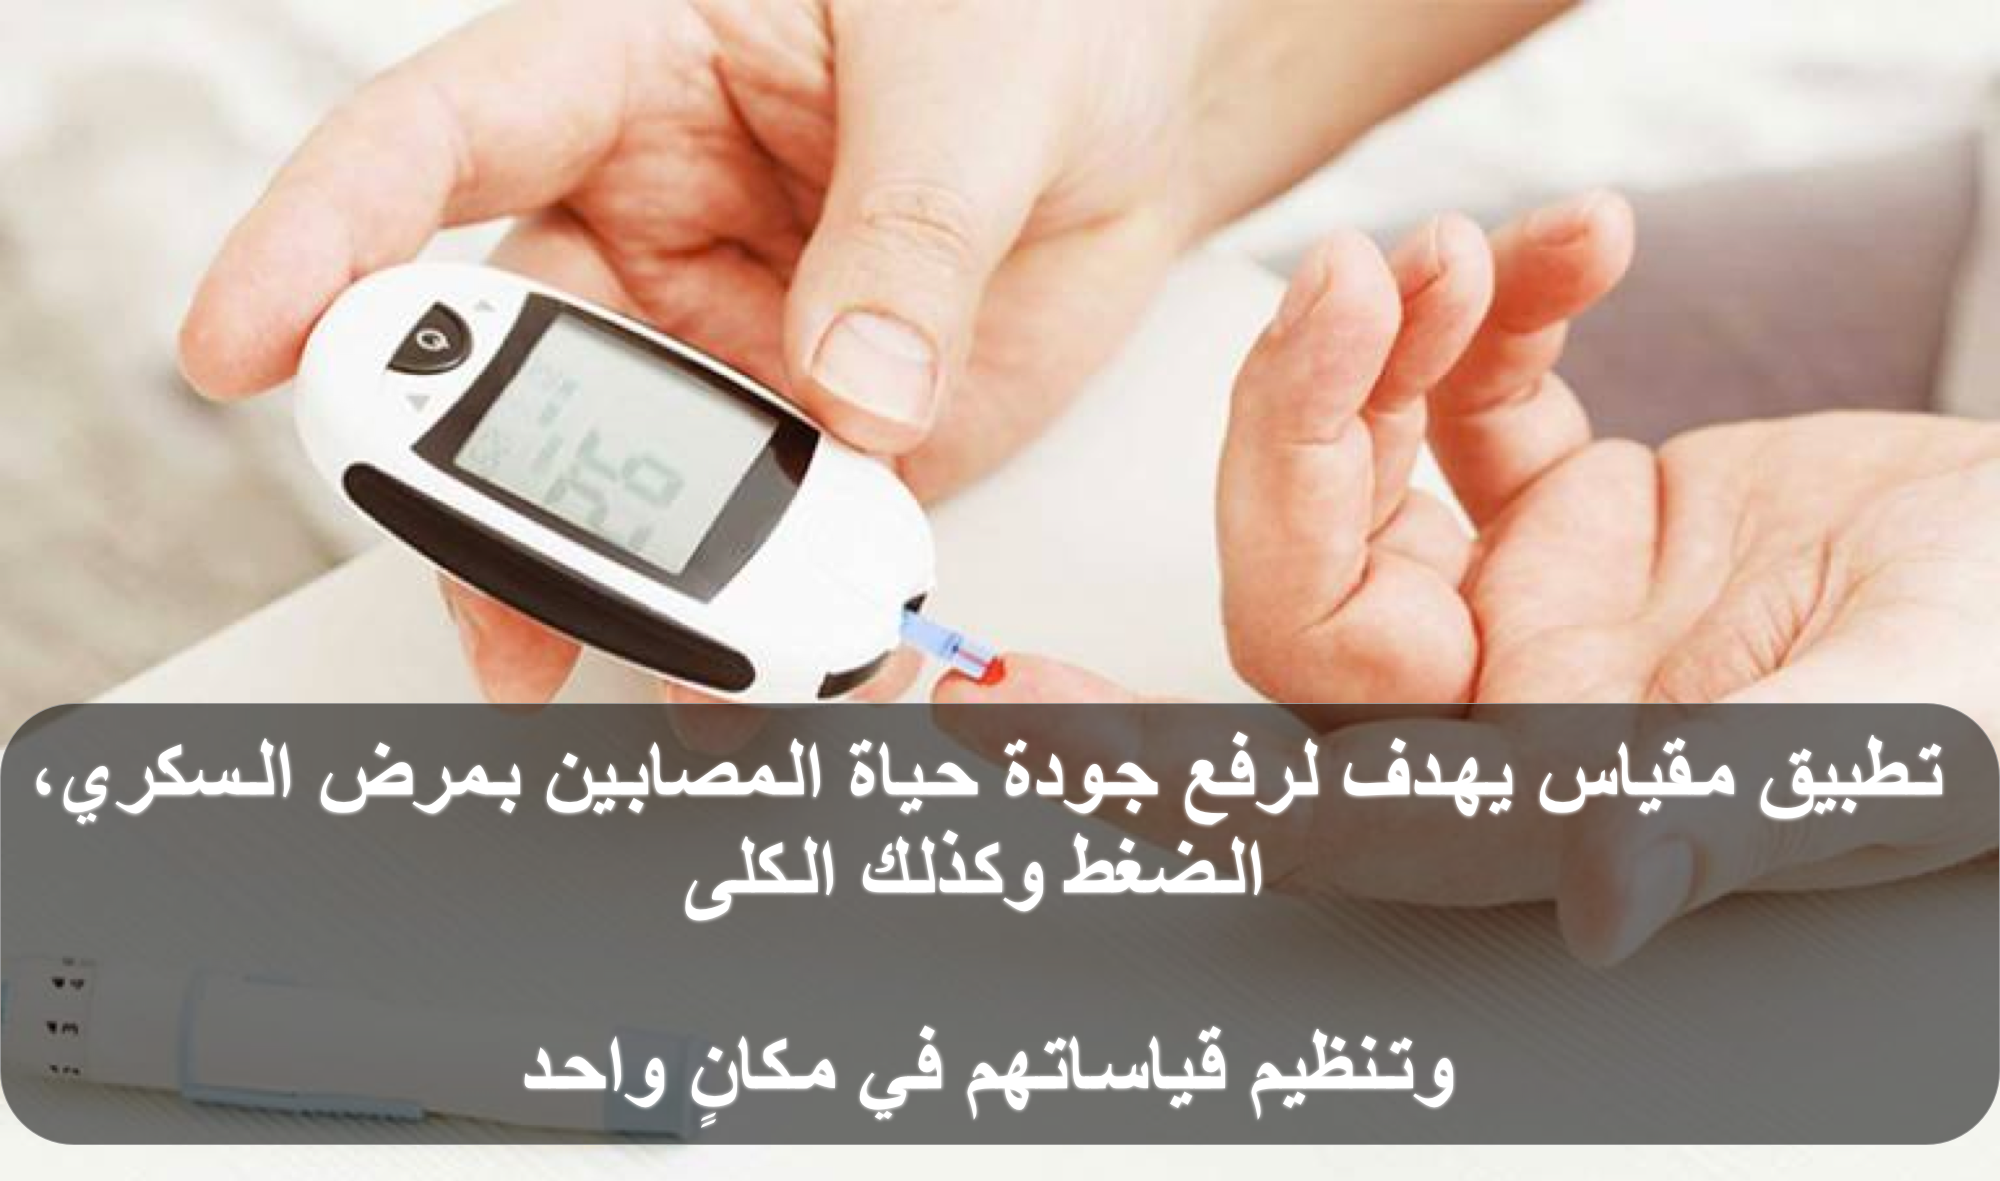 تطبيق مقياس يهدف لرفع جودة حياة المصابين بمرض السكري،
الضغط وكذلك الكلى
وتنظيم قياساتهم في مكانٍ واحد